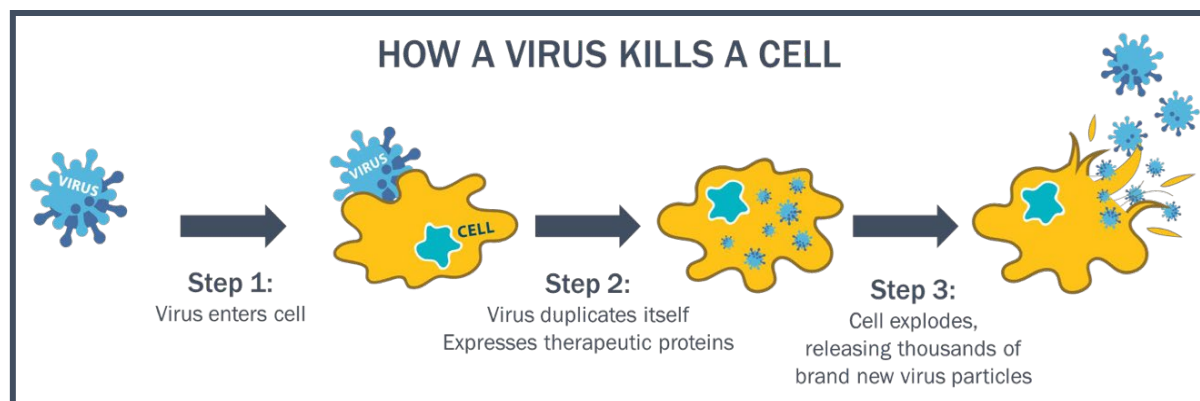 HOW A VIRUS KILLS A CELL
VIRUS
VIRUS
CELL
Step 1:
Virus enters cell
Step 2:
Virus duplicates itself
Expresses therapeutic proteins
Step 3:
Cell explodes,
releasing thousands of
brand new virus particles